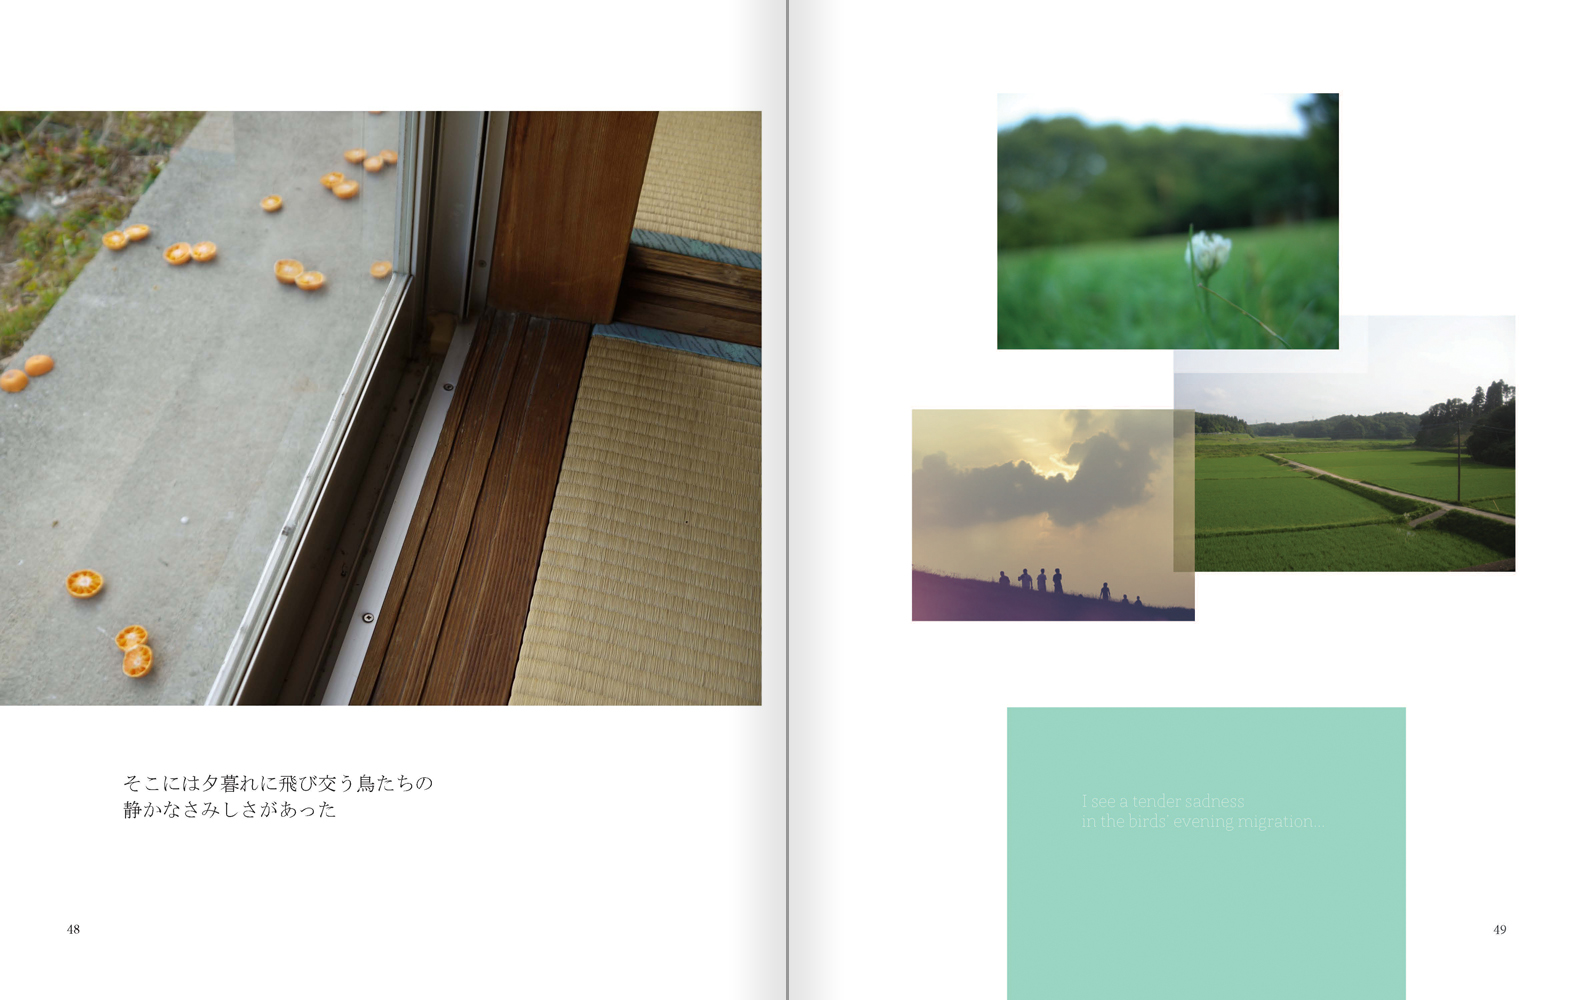 そこには夕暮れに飛び交う鳥たちの
静かなさみしさがあった
48
I see a tender sadness
in the birds' evening migration...
49